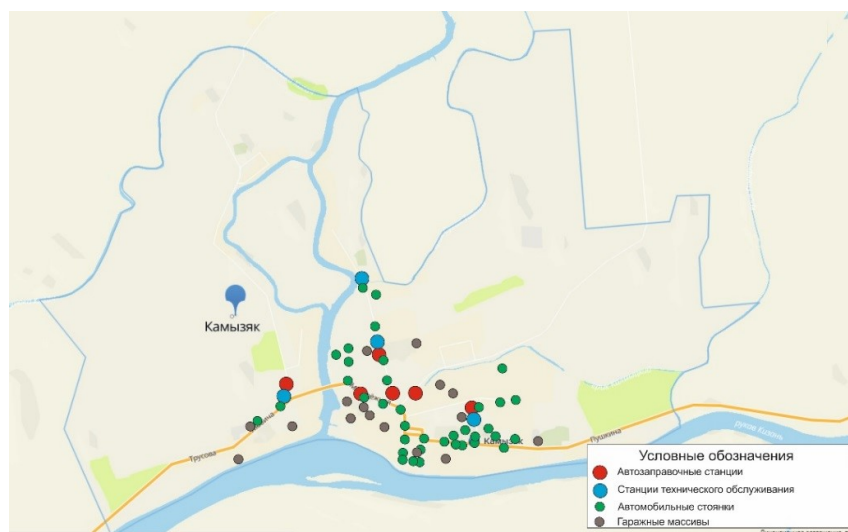 Камызяк
Трусова
Камызяк
Пушкина
рукав Кизань
Условные обозначения
Автозаправочные станции
Станции технического обслуживания
Автомобильные стоянки
Гаражные массивы